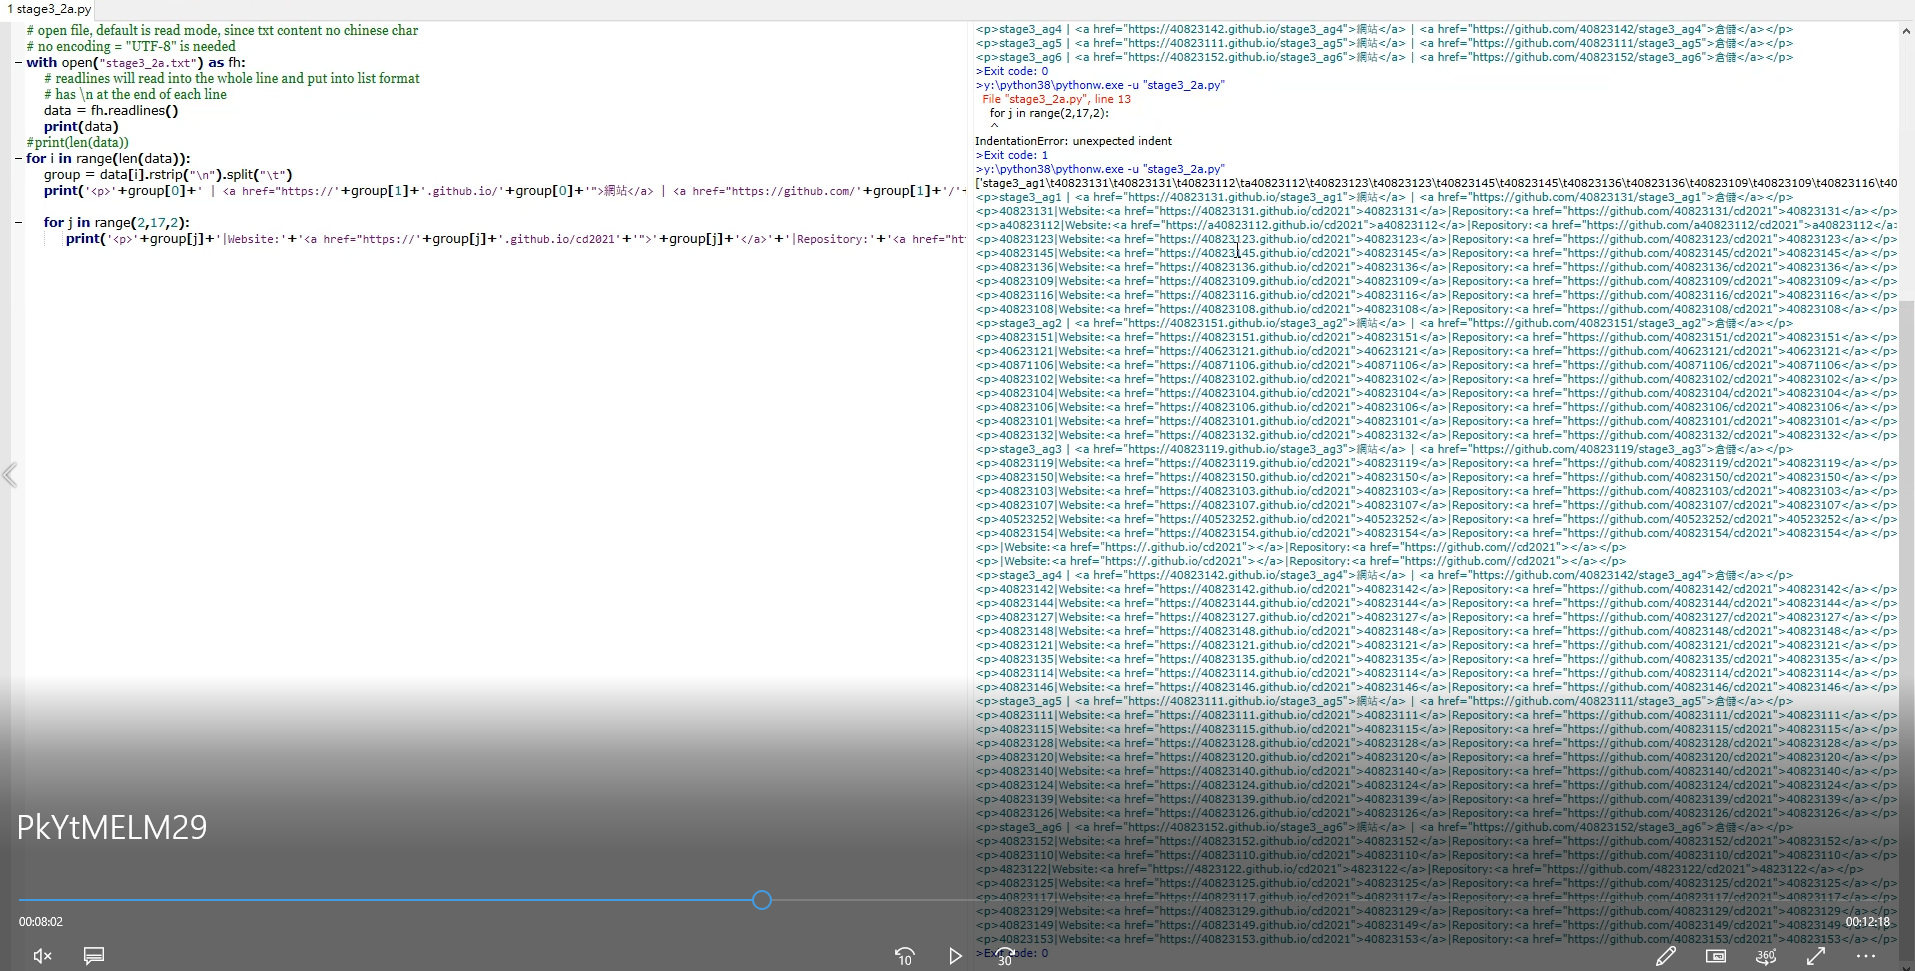 1 stage3_2a.py
# open file, default is read mode, since txt content no chinese char
# no encoding = "UTF-8" is needed
with open("stage3_2a.txt") as fh:
# readlines will read into the whole line and put into list format
# has \n at the end of each line
data = fh.readlines()
print(data)
#print(len(data))
for i in range(len(data)):
group = data[i].rstrip("\n").split("\t")
print('<p>'+group[0]+' | <a href="https://'+group[1]+'.github.io/'+group[0]+'">網站</a> | <a href="https://github.com/'+group[1]+'/'+
for j in range(2,17,2):
print('<p>'+group[j]+'|Website:'+'<a href="https://'+group[j]+'.github.io/cd2021'+'">'+group[j]+'</a>'+'|Repository:'+'<a href="htt
<p>stage3_ag4 | <a href="https://40823142.github.io/stage3_ag4">網站</a> | <a href="https://github.com/40823142/stage3_ag4">倉儲</a></p>
<p>stage3_ag5 | <a href="https://40823111.github.io/stage3_ag5">網站</a> | <a href="https://github.com/40823111/stage3_ag5">倉儲</a></p>
<p>stage3_ag6 | <a href="https://40823152.github.io/stage3_ag6">網站</a> | <a href="https://github.com/40823152/stage3_ag6">倉儲</a></p>
>Exit code: 0
>y:\python38\pythonw.exe -u "stage3_2a.py"
File "stage3_2a.py", line 13
for j in range(2,17,2):
^
IndentationError: unexpected indent
>Exit code: 1
>y:\python38\pythonw.exe -u "stage3_2a.py"
['stage3_ag1\t40823131\t40823131\t40823112\ta40823112\t40823123\t40823123\t40823145\t40823145\t40823136\t40823136\t40823109\t40823109\t40823116\t40
<p>stage3_ag1 | <a href="https://40823131.github.io/stage3_ag1">網站</a> | <a href="https://github.com/40823131/stage3_ag1">倉儲</a></p>
<p>40823131|Website:<a href="https://40823131.github.io/cd2021">40823131</a>|Repository:<a href="https://github.com/40823131/cd2021">40823131</a></p>
<p>a40823112|Website:<a href="https://a40823112.github.io/cd2021">a40823112</a>|Repository:<a href="https://github.com/a40823112/cd2021">a40823112</a>
<p>40823123|Website:<a href="https://40823123.github.io/cd2021">40823123</a>|Repository:<a href="https://github.com/40823123/cd2021">40823123</a></p>
<p>40823145|Website:<a href="https://40823145.github.io/cd2021">40823145</a>|Repository:<a href="https://github.com/40823145/cd2021">40823145</a></p>
<p>40823136|Website:<a href="https://40823136.github.io/cd2021">40823136</a>|Repository:<a href="https://github.com/40823136/cd2021">40823136</a></p>
<p>40823109|Website:<a href="https://40823109.github.io/cd2021">40823109</a>|Repository:<a href="https://github.com/40823109/cd2021">40823109</a></p>
<p>40823116|Website:<a href="https://40823116.github.io/cd2021">40823116</a>|Repository:<a href="https://github.com/40823116/cd2021">40823116</a></p>
<p>40823108|Website:<a href="https://40823108.github.io/cd2021">40823108</a>|Repository:<a href="https://github.com/40823108/cd2021">40823108</a></p>
<p>stage3_ag2 | <a href="https://40823151.github.io/stage3_ag2">網站</a> | <a href="https://github.com/40823151/stage3_ag2">倉儲</a></p>
<p>40823151|Website:<a href="https://40823151.github.io/cd2021">40823151</a>|Repository:<a href="https://github.com/40823151/cd2021">40823151</a></p>
<p>40623121|Website:<a href="https://40623121.github.io/cd2021">40623121</a>|Repository:<a href="https://github.com/40623121/cd2021">40623121</a></p>
<p>40871106|Website:<a href="https://40871106.github.io/cd2021">40871106</a>|Repository:<a href="https://github.com/40871106/cd2021">40871106</a></p>
<p>40823102|Website:<a href="https://40823102.github.io/cd2021">40823102</a>|Repository:<a href="https://github.com/40823102/cd2021">40823102</a></p>
<p>40823104|Website:<a href="https://40823104.github.io/cd2021">40823104</a>|Repository:<a href="https://github.com/40823104/cd2021">40823104</a></p>
<p>40823106|Website:<a href="https://40823106.github.io/cd2021">40823106</a>|Repository:<a href="https://github.com/40823106/cd2021">40823106</a></p>
<p>40823101|Website:<a href="https://40823101.github.io/cd2021">40823101</a>|Repository:<a href="https://github.com/40823101/cd2021">40823101</a></p>
<p>40823132|Website:<a href="https://40823132.github.io/cd2021">40823132</a>|Repository:<a href="https://github.com/40823132/cd2021">40823132</a></p>
<p>stage3_ag3 | <a href="https://40823119.github.io/stage3_ag3">網站</a> | <a href="https://github.com/40823119/stage3_ag3">倉儲</a></p>
<p>40823119|Website:<a href="https://40823119.github.io/cd2021">40823119</a>|Repository:<a href="https://github.com/40823119/cd2021">40823119</a></p>
<p>40823150|Website:<a href="https://40823150.github.io/cd2021">40823150</a>|Repository:<a href="https://github.com/40823150/cd2021">40823150</a></p>
<p>40823103|Website:<a href="https://40823103.github.io/cd2021">40823103</a>|Repository:<a href="https://github.com/40823103/cd2021">40823103</a></p>
<p>40823107|Website:<a href="https://40823107.github.io/cd2021">40823107</a>|Repository:<a href="https://github.com/40823107/cd2021">40823107</a></p>
<p>40523252|Website:<a href="https://40523252.github.io/cd2021">40523252</a>|Repository:<a href="https://github.com/40523252/cd2021">40523252</a></p>
<p>40823154|Website:<a href="https://40823154.github.io/cd2021">40823154</a>|Repository:<a href="https://github.com/40823154/cd2021">40823154</a></p>
<p>|Website:<a href="https://.github.io/cd2021"></a>|Repository:<a href="https://github.com//cd2021"></a></p>
<p>|Website:<a href="https://.github.io/cd2021"></a>|Repository:<a href="https://github.com//cd2021"></a></p>
<p>stage3_ag4 | <a href="https://40823142.github.io/stage3_ag4">網站</a> | <a href="https://github.com/40823142/stage3_ag4">倉儲</a></p>
<p>40823142|Website:<a href="https://40823142.github.io/cd2021">40823142</a>|Repository:<a href="https://github.com/40823142/cd2021">40823142</a></p>
<p>40823144|Website:<a href="https://40823144.github.io/cd2021">40823144</a>|Repository:<a href="https://github.com/40823144/cd2021">40823144</a></p>
<p>40823127|Website:<a href="https://40823127.github.io/cd2021">40823127</a>|Repository:<a href="https://github.com/40823127/cd2021">40823127</a></p>
<p>40823148|Website:<a href="https://40823148.github.io/cd2021">40823148</a>|Repository:<a href="https://github.com/40823148/cd2021">40823148</a></p>
<p>40823121|Website:<a href="https://40823121.github.io/cd2021">40823121</a>|Repository:<a href="https://github.com/40823121/cd2021">40823121</a></p>
<p>40823135|Website:<a href="https://40823135.github.io/cd2021">40823135</a>|Repository:<a href="https://github.com/40823135/cd2021">40823135</a></p>
<p>40823114|Website:<a href="https://40823114.github.io/cd2021">40823114</a>|Repository:<a href="https://github.com/40823114/cd2021">40823114</a></p>
<p>40823146|Website:<a href="https://40823146.github.io/cd2021">40823146</a>|Repository:<a href="https://github.com/40823146/cd2021">40823146</a></p>
<p>stage3_ag5 | <a href="https://40823111.github.io/stage3_ag5">網站</a> | <a href="https://github.com/40823111/stage3_ag5">倉儲</a></p>
<p>40823111|Website:<a href="https://40823111.github.io/cd2021">40823111</a>|Repository:<a href="https://github.com/40823111/cd2021">40823111</a></p>
<p>40823115|Website:<a href="https://40823115.github.io/cd2021">40823115</a>|Repository:<a href="https://github.com/40823115/cd2021">40823115</a></p>
<p>40823128|Website:<a href="https://40823128.github.io/cd2021">40823128</a>|Repository:<a href="https://github.com/40823128/cd2021">40823128</a></p>
<p>40823120|Website:<a href="https://40823120.github.io/cd2021">40823120</a>|Repository:<a href="https://github.com/40823120/cd2021">40823120</a></p>
<p>40823140|Website:<a href="https://40823140.github.io/cd2021">40823140</a>|Repository:<a href="https://github.com/40823140/cd2021">40823140</a></p>
<p>40823124|Website:<a href="https://40823124.github.io/cd2021">40823124</a>|Repository:<a href="https://github.com/40823124/cd2021">40823124</a></p>
<p>40823139|Website:<a href="https://40823139.github.io/cd2021">40823139</a>|Repository:<a href="https://github.com/40823139/cd2021">40823139</a></p>
<p>40823126|Website:<a href="https://40823126.github.io/cd2021">40823126</a>|Repository:<a href="https://github.com/40823126/cd2021">40823126</a></p>
<p>stage3_ag6 | <a href="https://40823152.github.io/stage3_ag6">網站</a> | <a href="https://github.com/40823152/stage3_ag6">倉儲</a></p>
<p>40823152|Website:<a href="https://40823152.github.io/cd2021">40823152</a>|Repository:<a href="https://github.com/40823152/cd2021">40823152</a></p>
<p>40823110|Website:<a href="https://40823110.github.io/cd2021">40823110</a>|Repository:<a href="https://github.com/40823110/cd2021">40823110</a></p>
<p>4823122|Website:<a href="https://4823122.github.io/cd2021">4823122</a>|Repository:<a href="https://github.com/4823122/cd2021">4823122</a></p>
<p>40823125|Website:<a href="https://40823125.github.io/cd2021">40823125</a>|Repository:<a href="https://github.com/40823125/cd2021">40823125</a></p>
<p>40823117|Website:<a href="https://40823117.github.io/cd2021">40823117</a>|Repository:<a href="https://github.com/40823117/cd2021">40823117</a></p>
<p>40823129|Website:<a href="https://40823129.github.io/cd2021">40823129</a>|Repository:<a href="https://github.com/40823129/cd2021">40823129</a></p>
<p>40823149|Website:<a href="https://40823149.github.io/cd2021">40823149</a>|Repository:<a href="https://github.com/40823149/cd2021">40823149</a></p>
<p>40823153|Website:<a href="https://40823153.github.io/cd2021">40823153</a>|Repository:<a href="https://github.com/40823153/cd2021">40823153</a></p>
>Exit code: 0
PkYtMELM29
00:08:02
00:12:18
10
30
360°